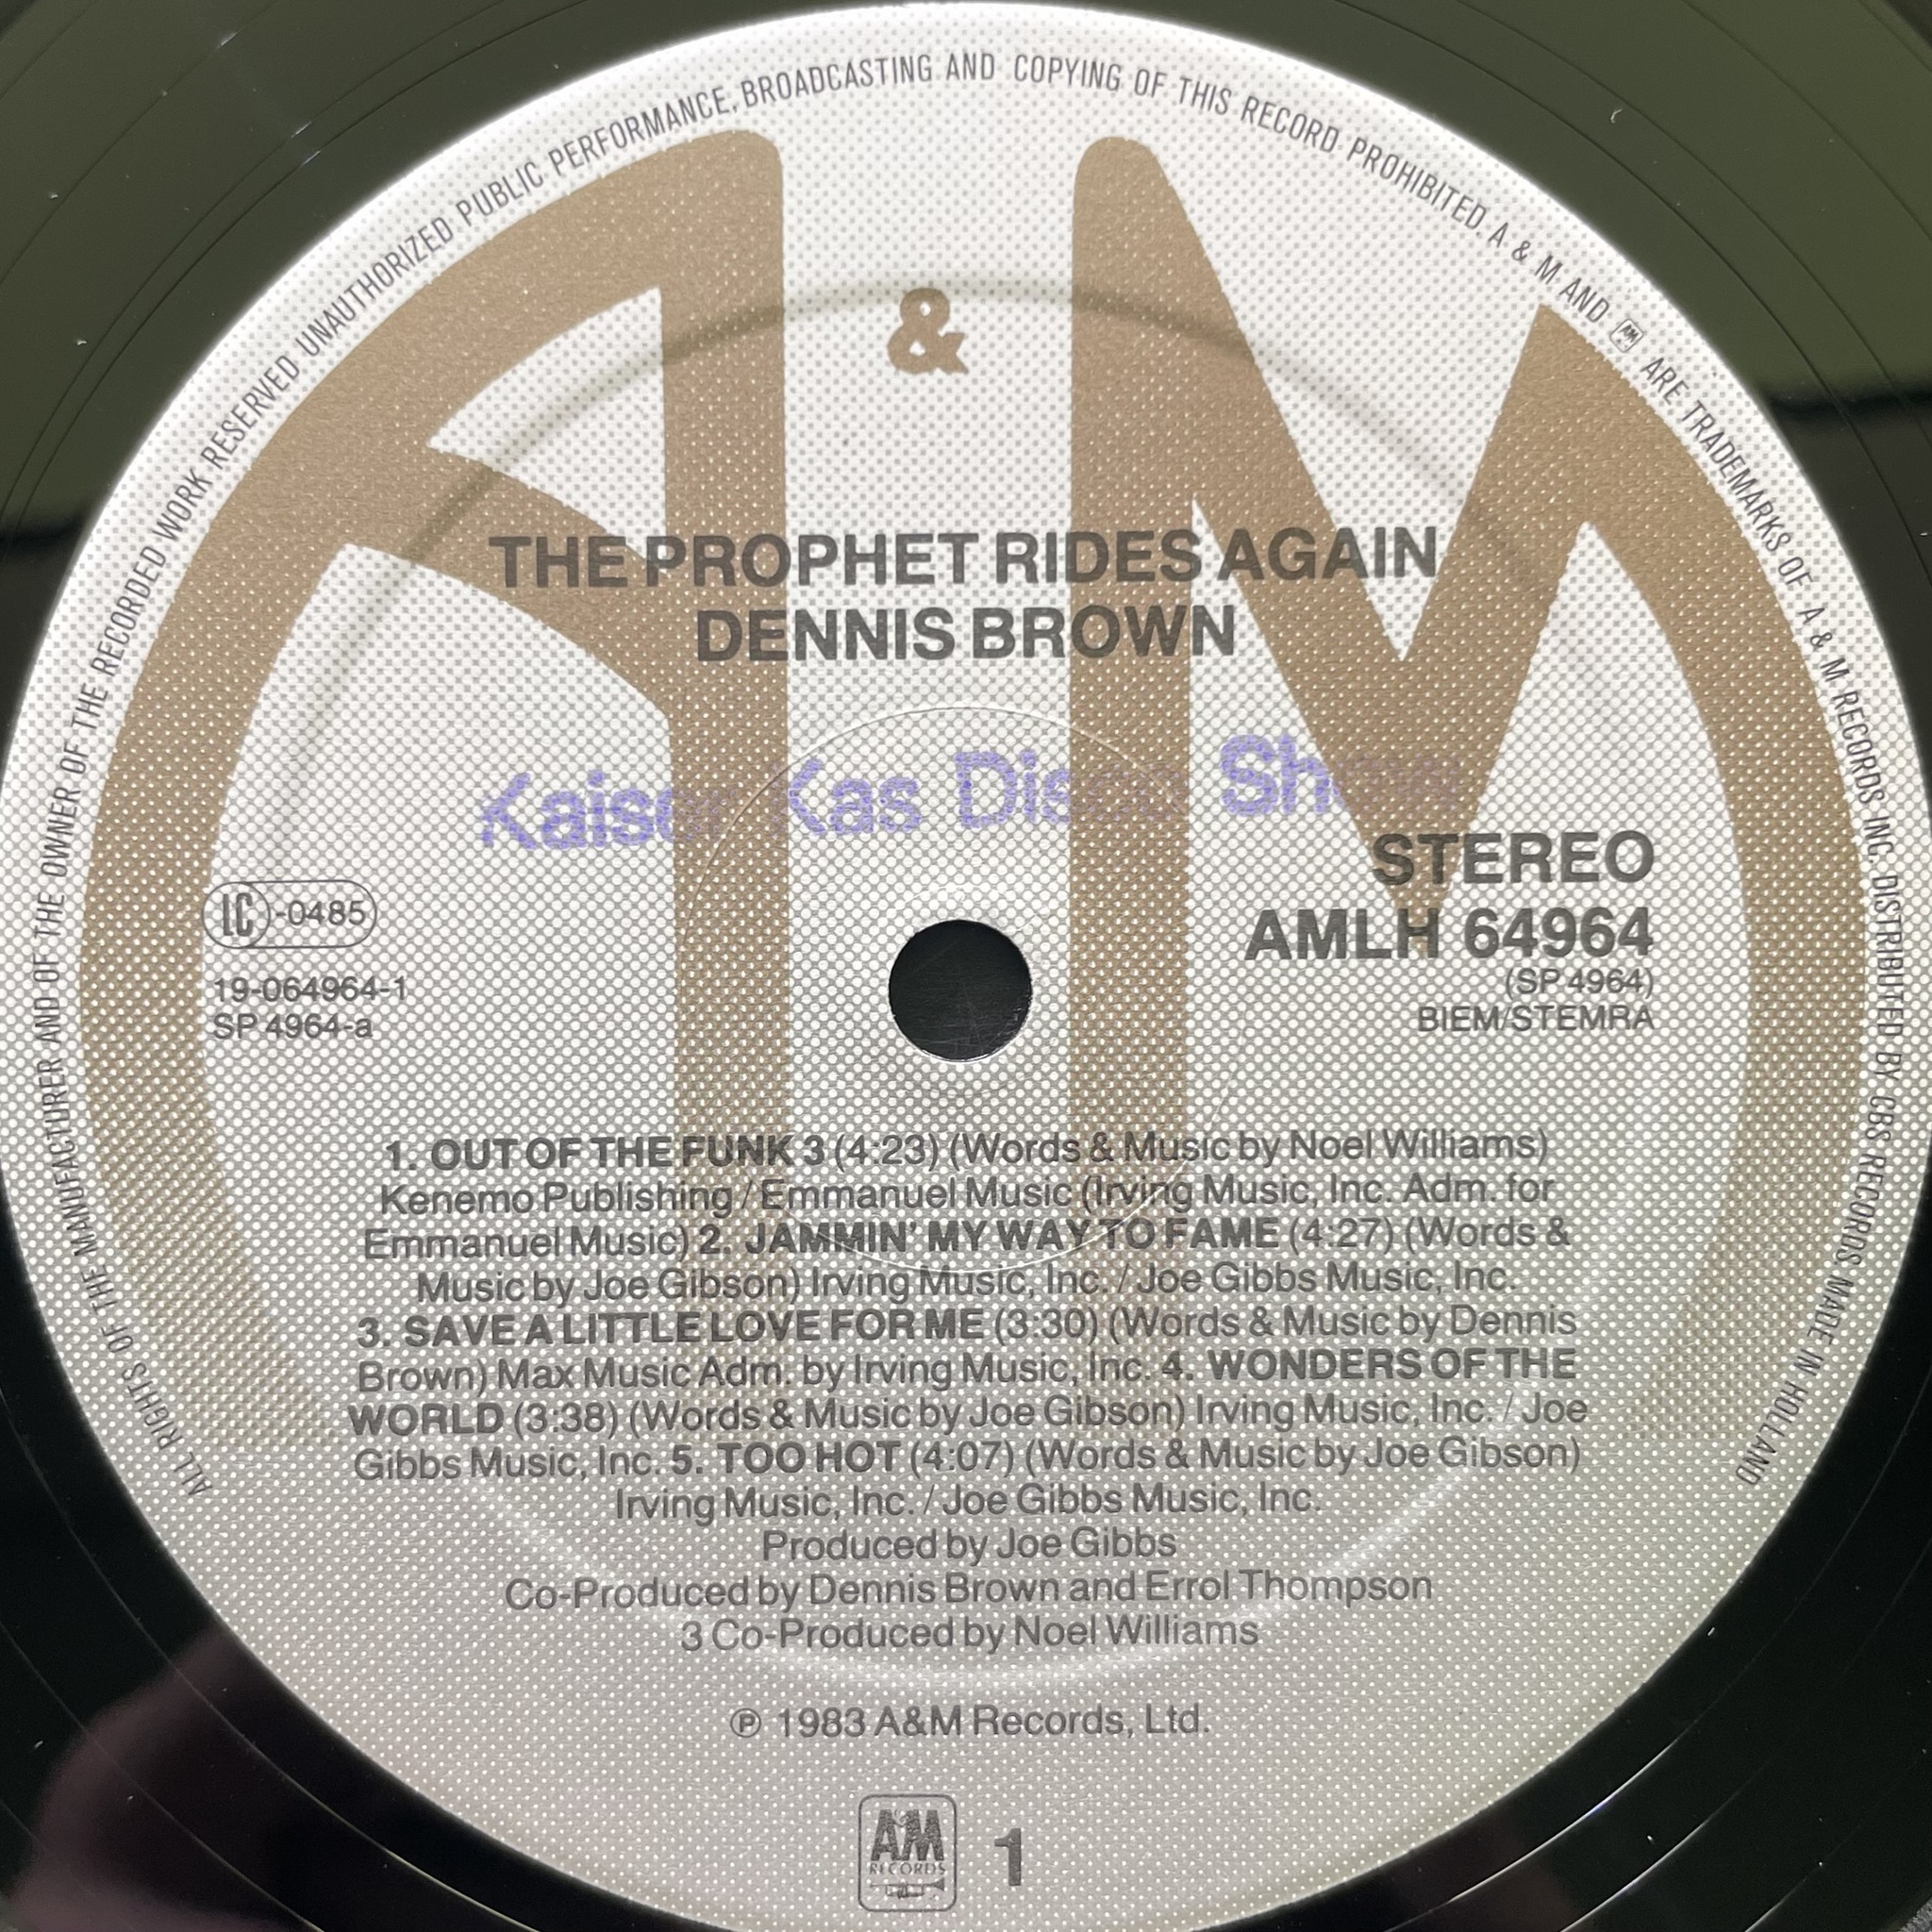 ALL RIGHTS OF THE MANUFACTURER AND OF THE OWNER OF THE RECORDED WORK RESERVED UNAUTHORIZED PUBLIC PERFORMANCE, BROADCASTING AND COPYING OF THIS RECORD PROHIBITED. A & M AND AM ARE TRADEMARKS OF A & M RECORDS INC. DISTRIBUTED BY CBS RECORDS MADE IN HOLLAND
A & M
THE PROPHET RIDES AGAIN
DENNIS BROWN
Kaiser Kas Disco Show
STEREO
LC-0485
AMLH 64964
19-064964-1
(SP 4964)
SP 4964-a
BIEM/STEMRA
1. OUT OF THE FUNK 3 (4:23) (Words & Music by Noel Williams)
Kenemo Publishing / Emmanuel Music (Irving Music, Inc. Adm. for
Emmanuel Music) 2. JAMMIN' MY WAY TO FAME (4:27) (Words &
Music by Joe Gibson) Irving Music, Inc. / Joe Gibbs Music, Inc.
3. SAVE A LITTLE LOVE FOR ME (3:30) (Words & Music by Dennis
Brown) Max Music Adm. by Irving Music, Inc. 4. WONDERS OF THE
WORLD (3:38) (Words & Music by Joe Gibson) Irving Music, Inc. / Joe
Gibbs Music, Inc. 5. TOO HOT (4:07) (Words & Music by Joe Gibson)
Irving Music, Inc. / Joe Gibbs Music, Inc.
Produced by Joe Gibbs
Co-Produced by Dennis Brown and Errol Thompson
3 Co-Produced by Noel Williams
℗ 1983 A&M Records, Ltd.
AM
RECORDS
1